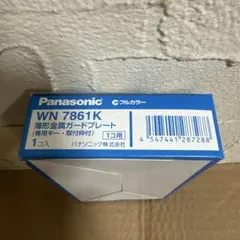 Panasonic
フルカラー
WN 7861K
薄形金属ガードプレート
(専用キー・取付枠付)
1コ用
1コ入
パナソニック株式会社
4 547441 287288